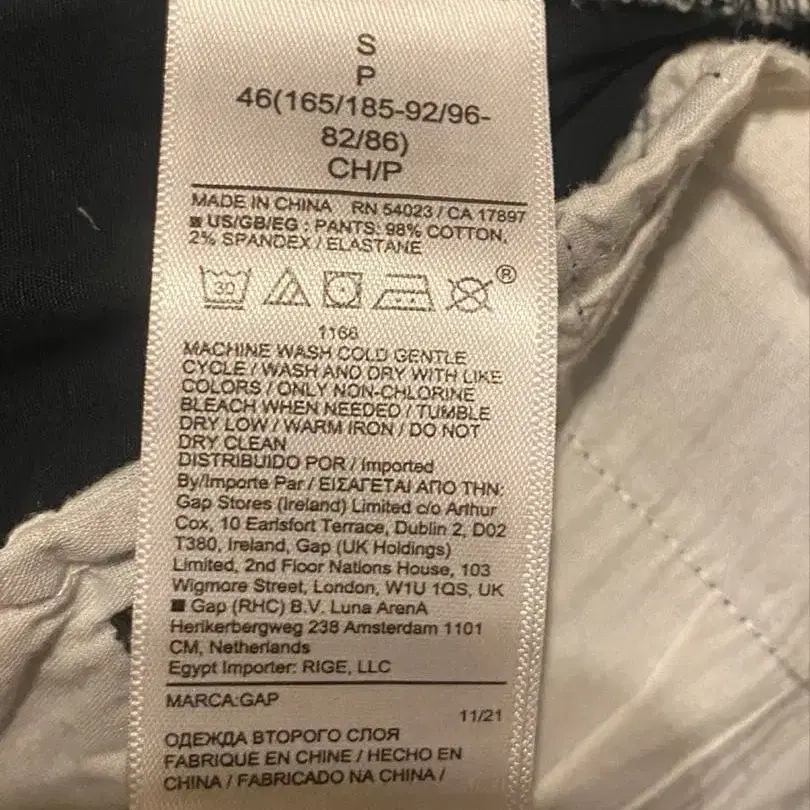 S
P
46(165/185-92/96-
82/86)
CH/P
MADE IN CHINA RN 54023 / CA 17897
US/GB/EG : PANTS: 98% COTTON,
2% SPANDEX / ELASTANE
30
®
1166
MACHINE WASH COLD GENTLE
CYCLE / WASH AND DRY WITH LIKE
COLORS / ONLY NON-CHLORINE
BLEACH WHEN NEEDED / TUMBLE
DRY LOW / WARM IRON / DO NOT
DRY CLEAN
DISTRIBUIDO POR / Imported
By/Importe Par / ΕΙΣΑΓΕΤΑΙ ΑΠΟ ΤΗΝ:
Gap Stores (Ireland) Limited c/o Arthur
Cox, 10 Earlsfort Terrace, Dublin 2, D02
T380, Ireland, Gap (UK Holdings)
Limited, 2nd Floor Nations House, 103
Wigmore Street, London, W1U 1QS, UK
Gap (RHC) B.V. Luna ArenA
Herikerbergweg 238 Amsterdam 1101
CM, Netherlands
Egypt Importer: RIGE, LLC
MARCA:GAP
11/21
ОДЕЖДА ВТОРОГО СЛОЯ
FABRIQUÉ EN CHINE / HECHO EN
CHINA / FABRICADO NA CHINA /